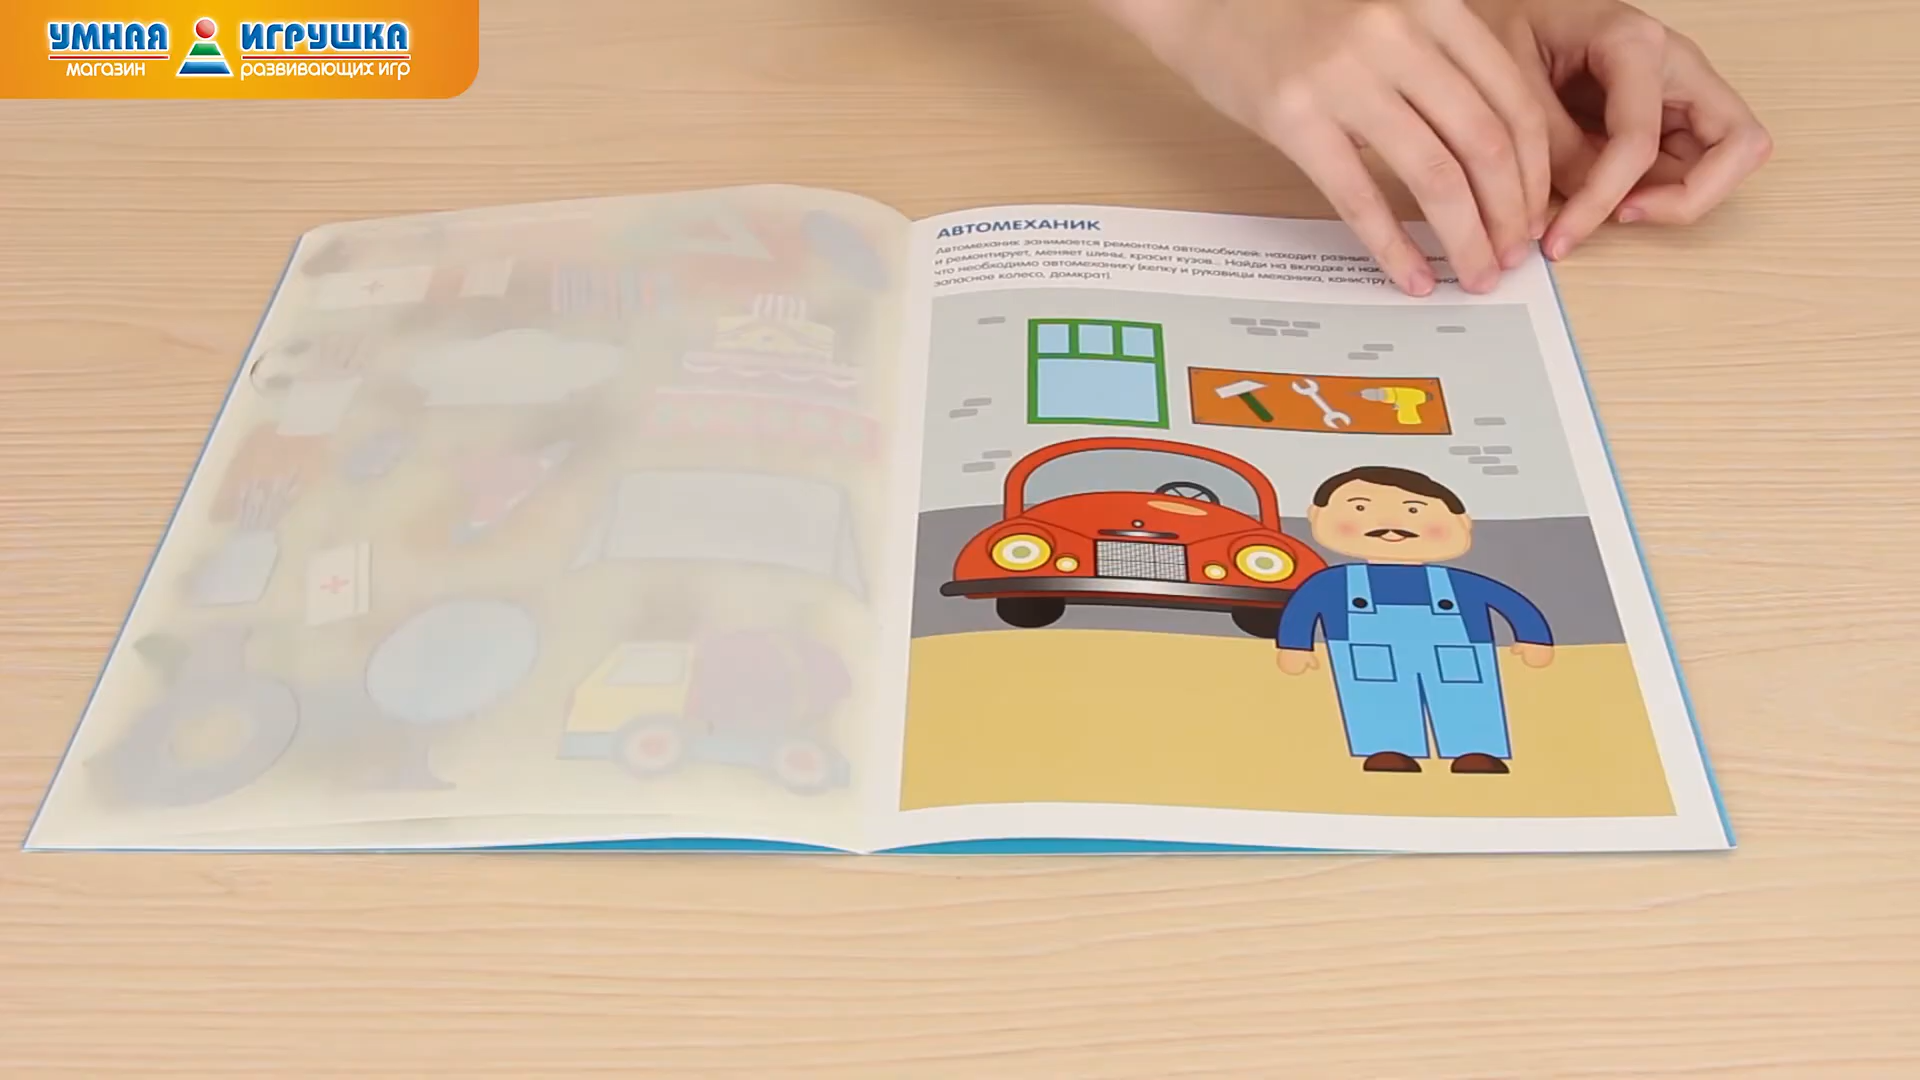 УМНАЯ ИГРУШКА
магазин развивающих игр
АВТОМЕХАНИК
Автомеханик занимается ремонтом автомобилей: находит разные
и ремонтирует, меняет шины, красит кузов... Найди на вкладке и
что необходимо автомеханику (кепку и рукавицы механика, канистру
запасное колесо, домкрат).